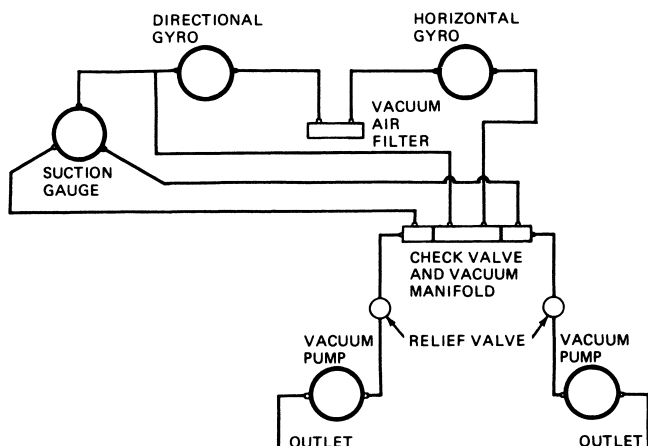 DIRECTIONAL
GYRO
HORIZONTAL
GYRO
VACUUM
AIR
FILTER
SUCTION
GAUGE
CHECK VALVE
AND VACUUM
MANIFOLD
RELIEF VALVE
VACUUM
PUMP
VACUUM
PUMP
OUTLET
OUTLET